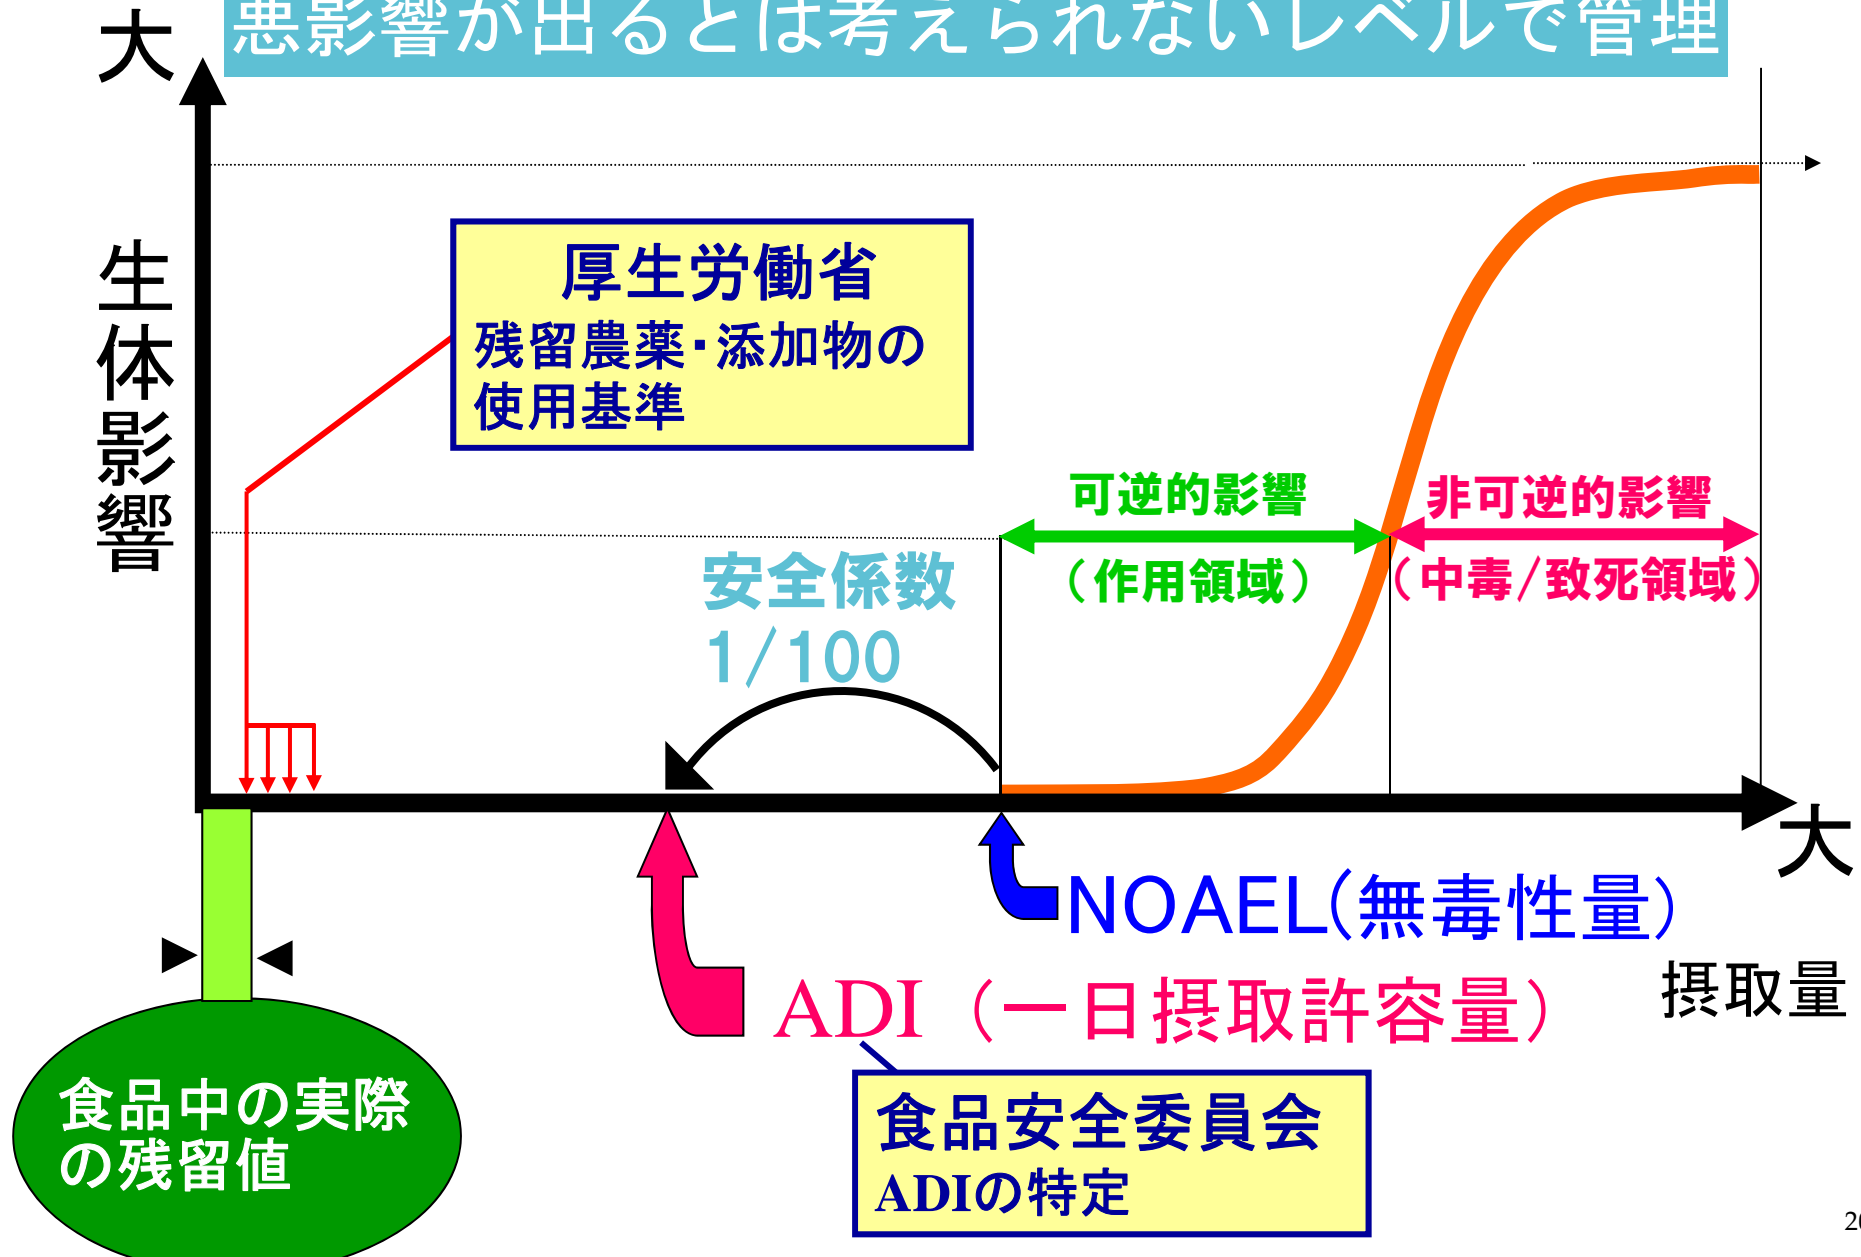 悪影響が出るとは考えられないレベルで管理
大
生体影響
厚生労働省
残留農薬・添加物の
使用基準
可逆的影響
（作用領域）
非可逆的影響
（中毒/致死領域）
安全係数
1/100
大
NOAEL(無毒性量)
摂取量
ADI（一日摂取許容量）
食品安全委員会
ADIの特定
食品中の実際
の残留値